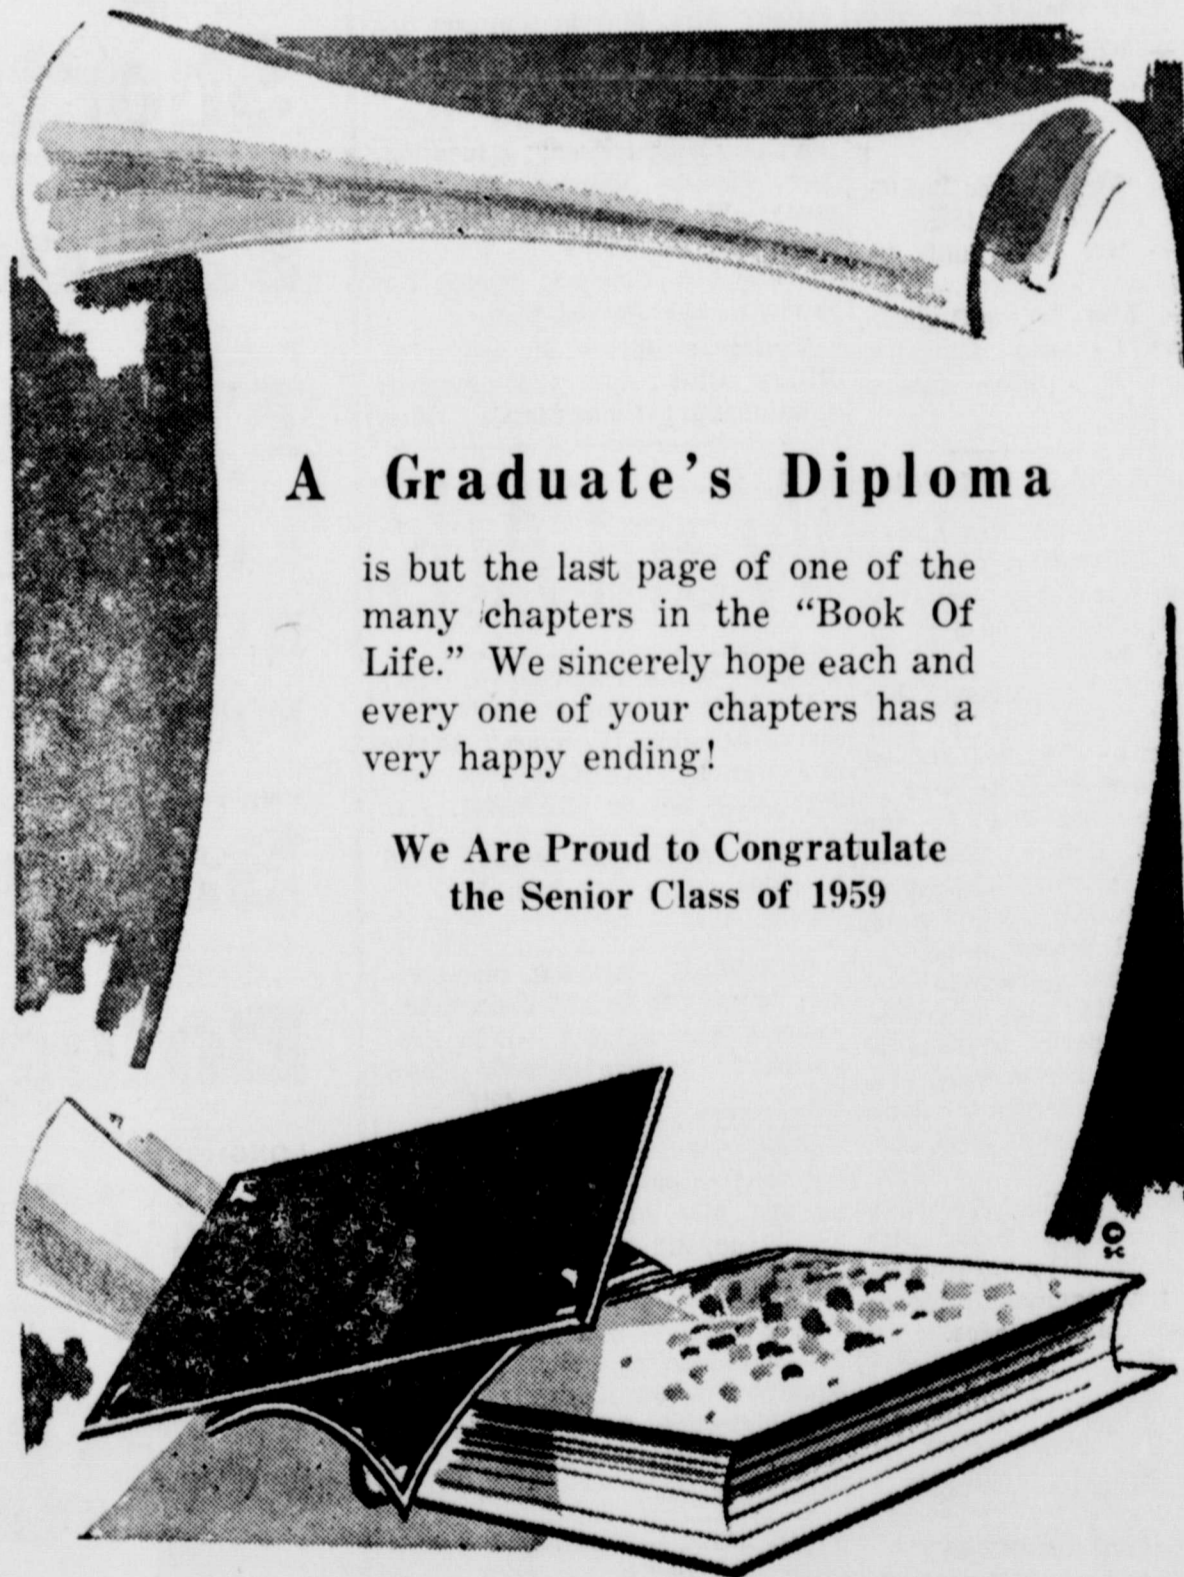 A Graduate's Diploma
is but the last page of one of the
many chapters in the “Book Of
Life.” We sincerely hope each and
every one of your chapters has a
very happy ending!
We Are Proud to Congratulate
the Senior Class of 1959
©
SC